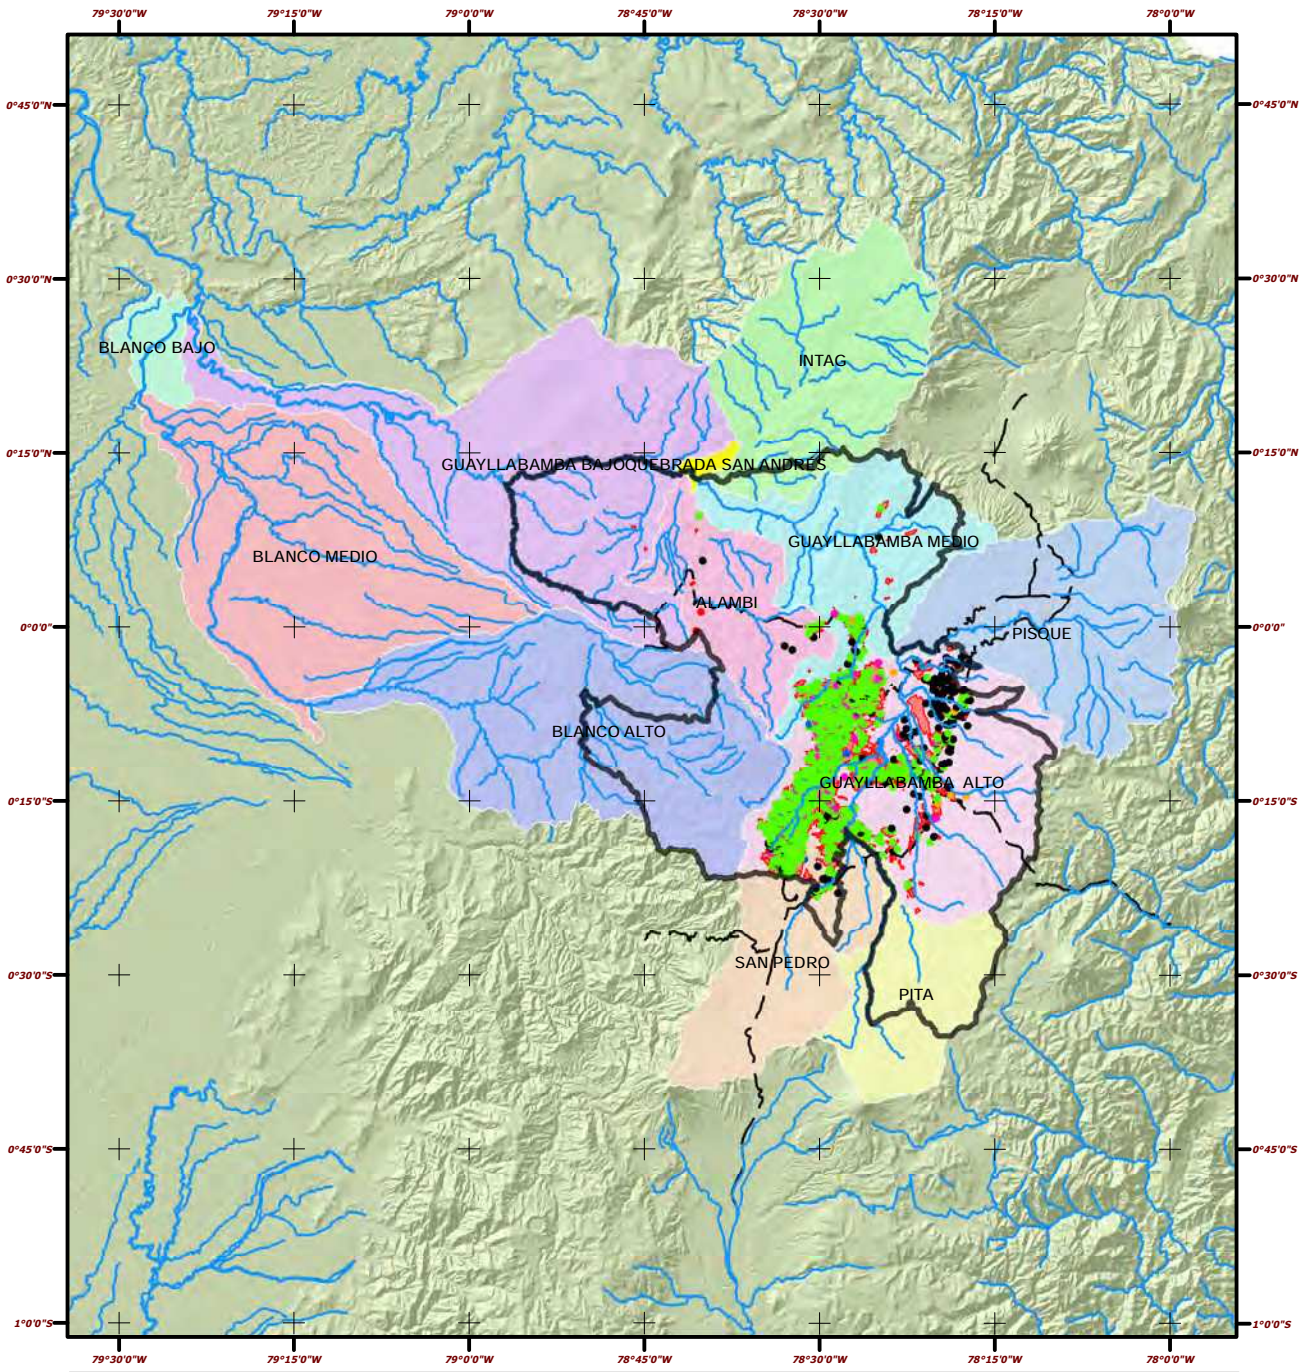 79°30'0"W 79°15'0"W 79°0'0"W 78°45'0"W 78°30'0"W 78°15'0"W 78°0'0"W
0°45'0"N 0°45'0"N
0°30'0"N 0°30'0"N
BLANCO BAJO
INTAG
0°15'0"N 0°15'0"N
GUAYLLABAMBA BAJO QUEBRADA SAN ANDRES
GUAYLLABAMBA MEDIO
BLANCO MEDIO
ALAMBI
0°0'0" 0°0'0"
PISQUE
BLANCO ALTO
GUAYLLABAMBA ALTO
0°15'0"S 0°15'0"S
SAN PEDRO
0°30'0"S 0°30'0"S
PITA
0°45'0"S 0°45'0"S
1°0'0"S 1°0'0"S
79°30'0"W 79°15'0"W 79°0'0"W 78°45'0"W 78°30'0"W 78°15'0"W 78°0'0"W